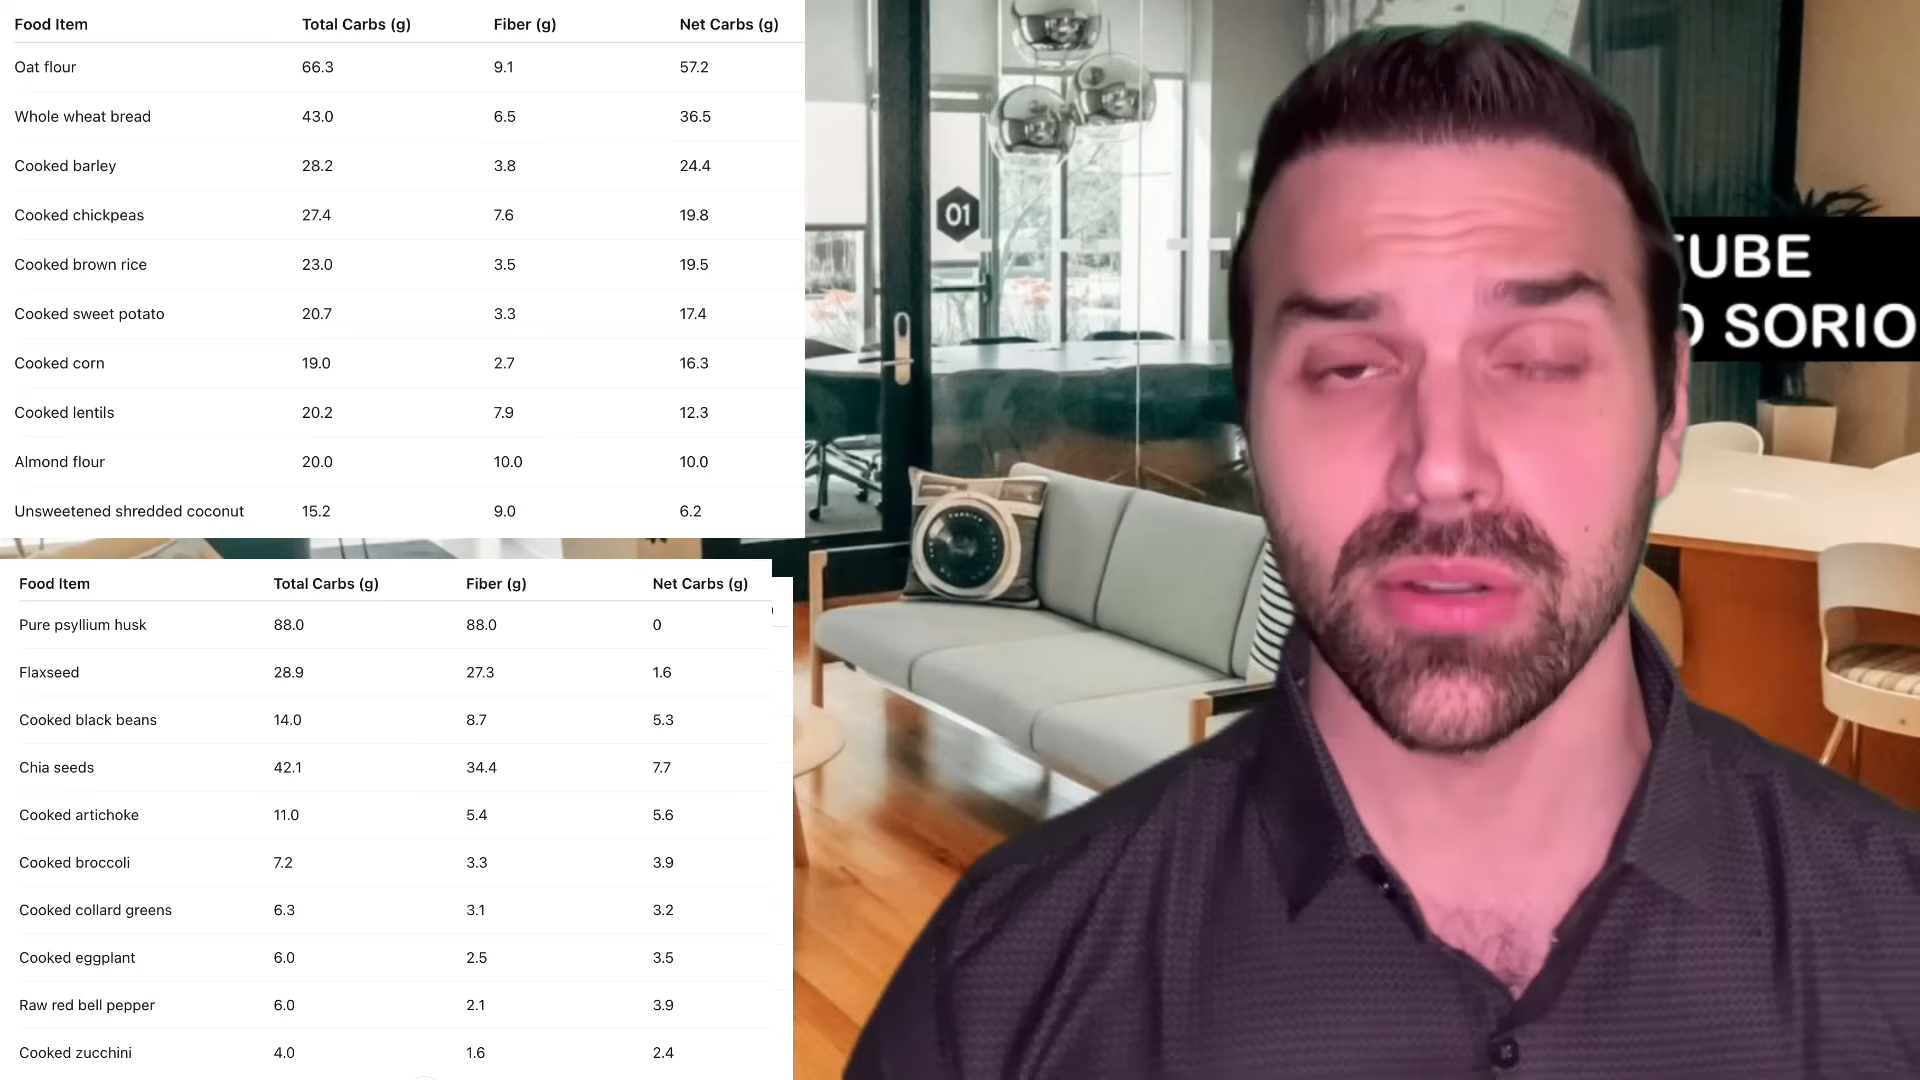 Food Item Total Carbs (g) Fiber (g) Net Carbs (g)
Oat flour 66.3 9.1 57.2
Whole wheat bread 43.0 6.5 36.5
Cooked barley 28.2 3.8 24.4
Cooked chickpeas 27.4 7.6 19.8
Cooked brown rice 23.0 3.5 19.5
Cooked sweet potato 20.7 3.3 17.4
Cooked corn 19.0 2.7 16.3
Cooked lentils 20.2 7.9 12.3
Almond flour 20.0 10.0 10.0
Unsweetened shredded coconut 15.2 9.0 6.2
Food Item Total Carbs (g) Fiber (g) Net Carbs (g)
Pure psyllium husk 88.0 88.0 0
Flaxseed 28.9 27.3 1.6
Cooked black beans 14.0 8.7 5.3
Chia seeds 42.1 34.4 7.7
Cooked artichoke 11.0 5.4 5.6
Cooked broccoli 7.2 3.3 3.9
Cooked collard greens 6.3 3.1 3.2
Cooked eggplant 6.0 2.5 3.5
Raw red bell pepper 6.0 2.1 3.9
Cooked zucchini 4.0 1.6 2.4
01
TUBE
O SORIO